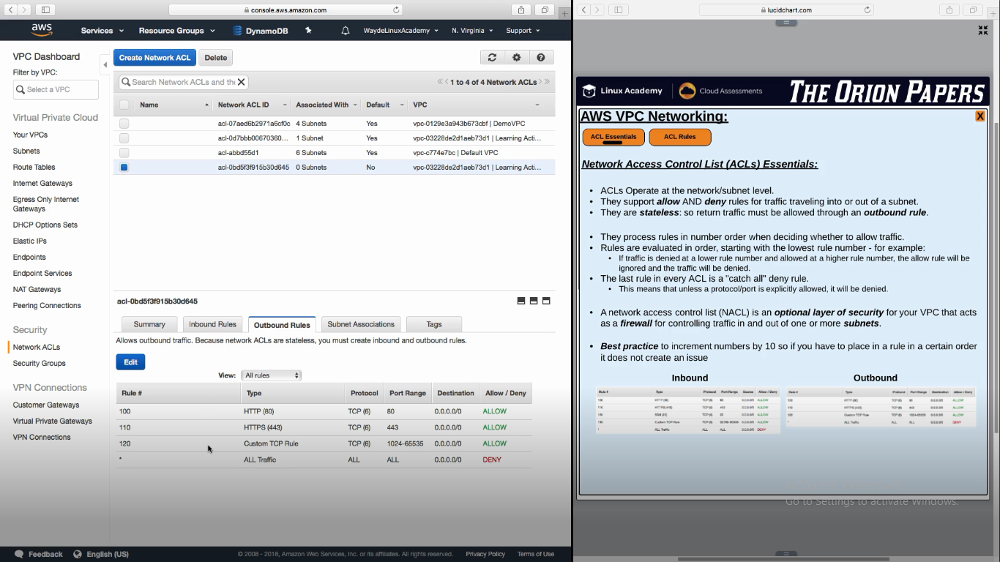 console.aws.amazon.com
aws
Services
Resource Groups
DynamoDB
WaydeLinuxAcademy
N. Virginia
Support
VPC Dashboard
Filter by VPC:
Select a VPC
Virtual Private Cloud
Your VPCs
Subnets
Route Tables
Internet Gateways
Egress Only Internet
Gateways
DHCP Options Sets
Elastic IPs
Endpoints
Endpoint Services
NAT Gateways
Peering Connections
Security
Network ACLs
Security Groups
VPN Connections
Customer Gateways
Virtual Private Gateways
VPN Connections
Create Network ACL Delete
Search Network ACLs and the X
1 to 4 of 4 Network ACLs
Name Network ACL ID Associated With Default VPC
acl-07aed6b2971a6cf0c 4 Subnets Yes vpc-0129e3a943b673cbf | DemoVPC
acl-0d7bbb00670360... 1 Subnet Yes vpc-03228de2d1aeb73d1 | Learning Acti...
acl-abbd55d1 6 Subnets Yes vpc-c774e7bc | Default VPC
acl-0bd5f3f915b30d645 0 Subnets No vpc-03228de2d1aeb73d1 | Learning Acti...
acl-0bd5f3f915b30d645
Summary Inbound Rules Outbound Rules Subnet Associations Tags
Allows outbound traffic. Because network ACLs are stateless, you must create inbound and outbound rules.
Edit
View: All rules
Rule # Type Protocol Port Range Destination Allow / Deny
100 HTTP (80) TCP (6) 80 0.0.0.0/0 ALLOW
110 HTTPS (443) TCP (6) 443 0.0.0.0/0 ALLOW
120 Custom TCP Rule TCP (6) 1024-65535 0.0.0.0/0 ALLOW
* ALL Traffic ALL ALL 0.0.0.0/0 DENY
Feedback English (US)
© 2008 - 2018, Amazon Web Services, Inc. or its affiliates. All rights reserved. Privacy Policy Terms of Use
lucidchart.com
Linux Academy Cloud Assessments THE ORION PAPERS
AWS VPC Networking: X
ACL Essentials ACL Rules
Network Access Control List (ACLs) Essentials:
• ACLs Operate at the network/subnet level.
• They support allow AND deny rules for traffic traveling into or out of a subnet.
• They are stateless: so return traffic must be allowed through an outbound rule.
• They process rules in number order when deciding whether to allow traffic.
• Rules are evaluated in order, starting with the lowest rule number - for example:
• If traffic is denied at a lower rule number and allowed at a higher rule number, the allow rule will be
ignored and the traffic will be denied.
• The last rule in every ACL is a "catch all" deny rule.
• This means that unless a protocol/port is explicitly allowed, it will be denied.
• A network access control list (NACL) is an optional layer of security for your VPC that acts
as a firewall for controlling traffic in and out of one or more subnets.
• Best practice to increment numbers by 10 so if you have to place in a rule in a certain order
it does not create an issue
Inbound
Rule # Type Protocol Port Range Source Allow / Deny
100 HTTP (80) TCP (6) 80 0.0.0.0/0 ALLOW
110 HTTPS (443) TCP (6) 443 0.0.0.0/0 ALLOW
120 SSH (22) TCP (6) 22 0.0.0.0/0 ALLOW
130 Custom TCP Rule TCP (6) 0.0.0.0/0 ALLOW
* ALL Traffic ALL ALL 0.0.0.0/0 DENY
Outbound
Rule # Type Protocol Port Range Destination Allow / Deny
100 HTTP (80) TCP (6) 80 0.0.0.0/0 ALLOW
110 HTTPS (443) TCP (6) 443 0.0.0.0/0 ALLOW
120 Custom TCP Rule TCP (6) 1024-65535 0.0.0.0/0 ALLOW
* ALL Traffic ALL ALL 0.0.0.0/0 DENY
Go to Settings to activate Windows.